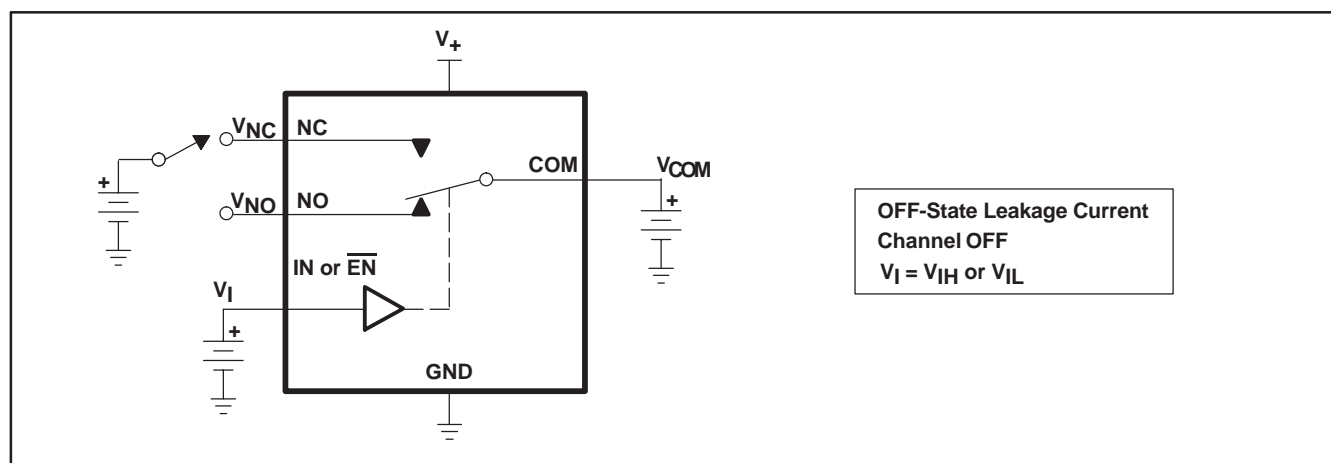 V+
VNC NC
COM VCOM
+
VNO NO
+
+
OFF-State Leakage Current
Channel OFF
VI = VIH or VIL
IN or E̅N̅
VI
+
GND